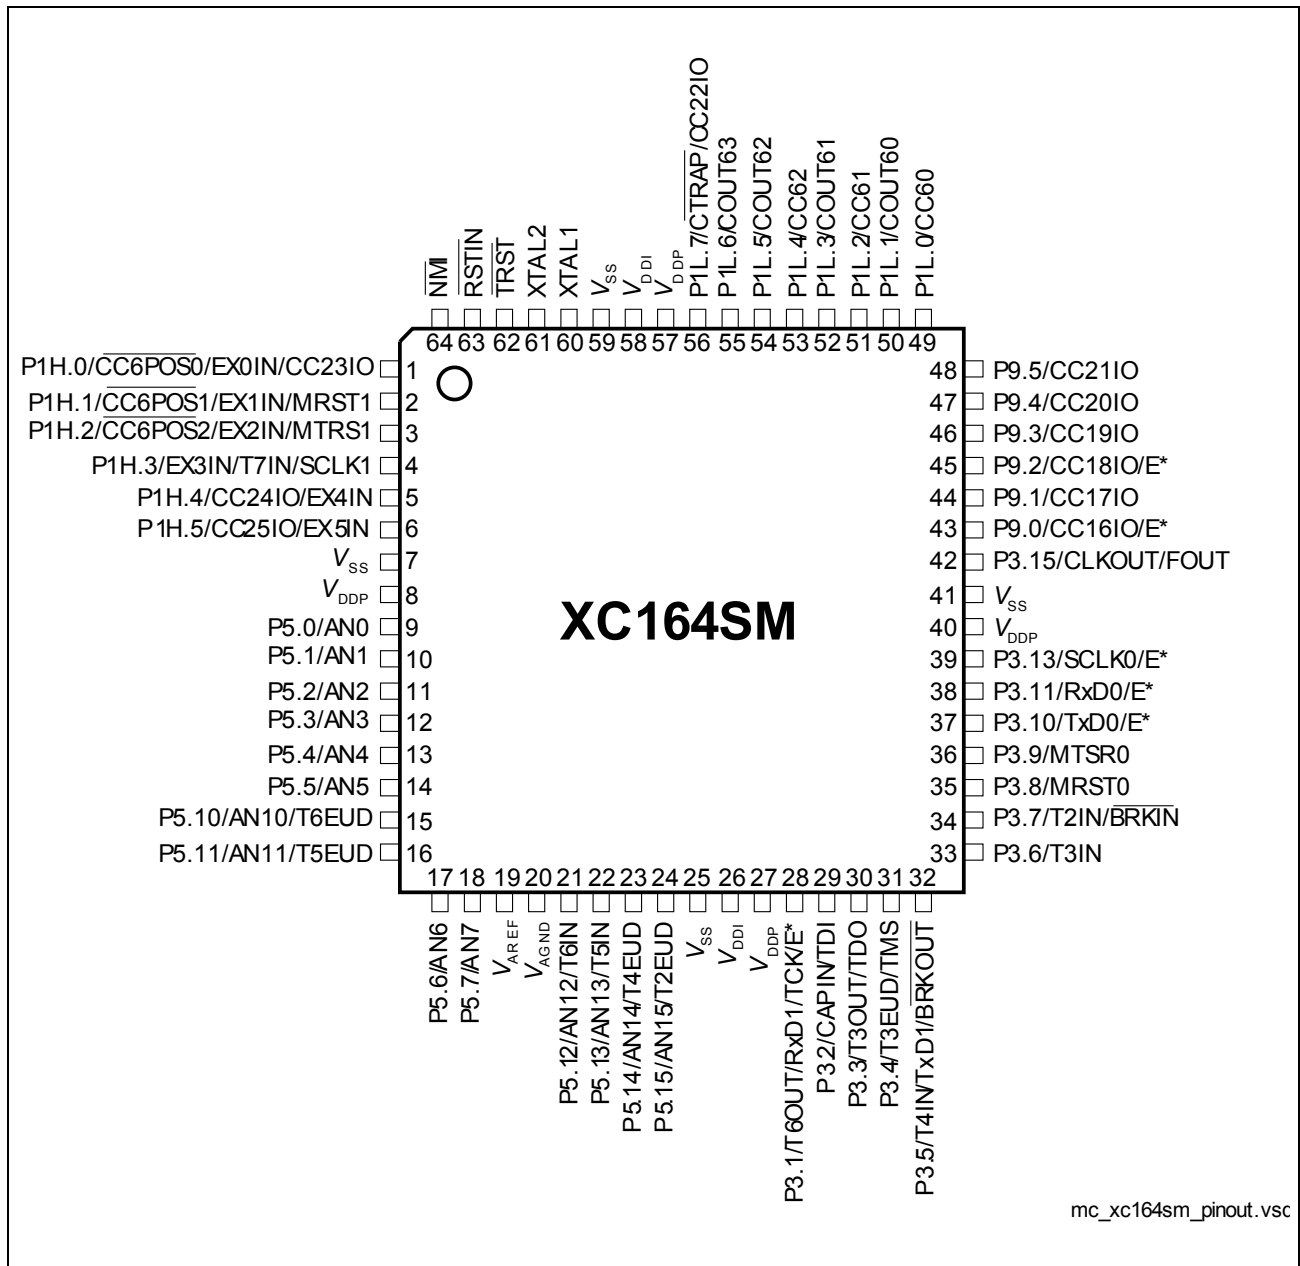 P1L.7/CTRAP/CC22IO
P1L.6/COUT63
P1L.5/COUT62
P1L.4/CC62
P1L.3/COUT61
P1L.2/CC61
P1L.1/COUT60
P1L.0/CC60
NMI
RSTIN
TRST
XTAL2
XTAL1
VSS
VDDI
VDDP
64 63 62 61 60 59 58 57 56 55 54 53 52 51 50 49
P1H.0/CC6POS0/EX0IN/CC23IO 1
P1H.1/CC6POS1/EX1IN/MRST1 2
P1H.2/CC6POS2/EX2IN/MTRS1 3
P1H.3/EX3IN/T7IN/SCLK1 4
P1H.4/CC24IO/EX4IN 5
P1H.5/CC25IO/EX5IN 6
VSS 7
VDDP 8
P5.0/AN0 9
P5.1/AN1 10
P5.2/AN2 11
P5.3/AN3 12
P5.4/AN4 13
P5.5/AN5 14
P5.10/AN10/T6EUD 15
P5.11/AN11/T5EUD 16
XC164SM
48 P9.5/CC21IO
47 P9.4/CC20IO
46 P9.3/CC19IO
45 P9.2/CC18IO/E*
44 P9.1/CC17IO
43 P9.0/CC16IO/E*
42 P3.15/CLKOUT/FOUT
41 VSS
40 VDDP
39 P3.13/SCLK0/E*
38 P3.11/RxD0/E*
37 P3.10/TxD0/E*
36 P3.9/MTSR0
35 P3.8/MRST0
34 P3.7/T2IN/BRKIN
33 P3.6/T3IN
17 18 19 20 21 22 23 24 25 26 27 28 29 30 31 32
P5.6/AN6
P5.7/AN7
VAREF
VAGND
P5.12/AN12/T6IN
P5.13/AN13/T5IN
P5.14/AN14/T4EUD
P5.15/AN15/T2EUD
VSS
VDDI
VDDP
P3.1/T6OUT/RxD1/TCK/E*
P3.2/CAPIN/TDI
P3.3/T3OUT/TDO
P3.4/T3EUD/TMS
P3.5/T4IN/TxD1/BRKOUT
mc_xc164sm_pinout.vsd